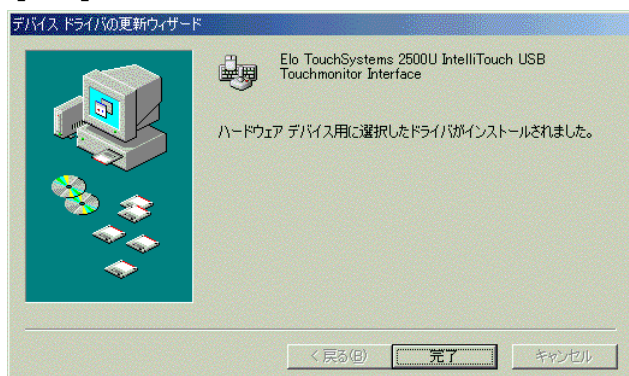 デバイス ドライバの更新ウィザード
Elo TouchSystems 2500U IntelliTouch USB
Touchmonitor Interface
ハードウェア デバイス用に選択したドライバがインストールされました。
< 戻る(B)
完了
キャンセル